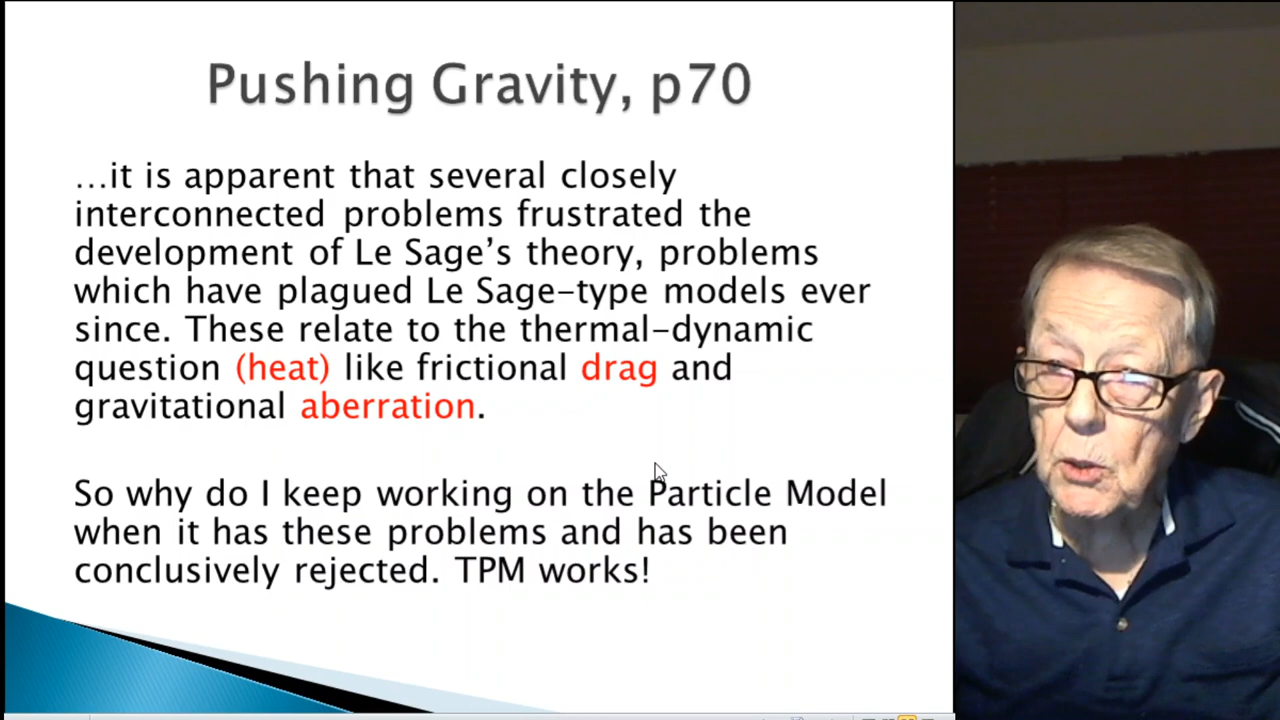 Pushing Gravity, p70
…it is apparent that several closely
interconnected problems frustrated the
development of Le Sage’s theory, problems
which have plagued Le Sage-type models ever
since. These relate to the thermal-dynamic
question (heat) like frictional drag and
gravitational aberration.
So why do I keep working on the Particle Model
when it has these problems and has been
conclusively rejected. TPM works!